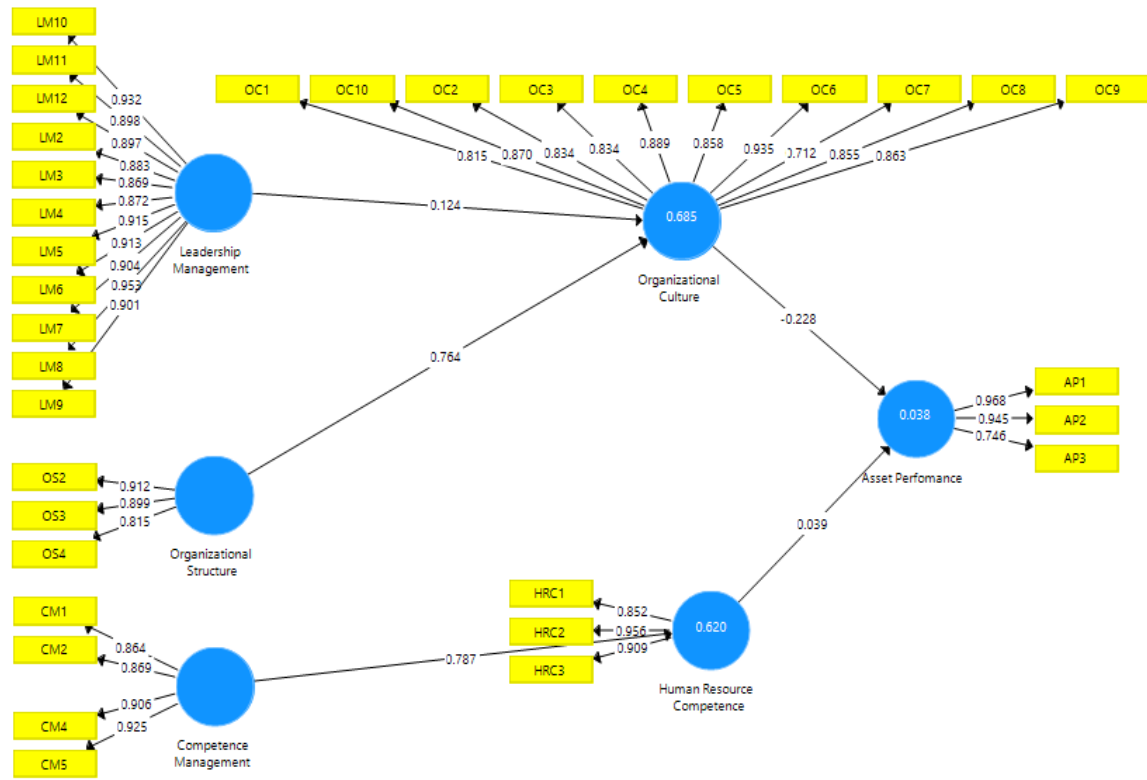 LM10
LM11
LM12
LM2
LM3
LM4
LM5
LM6
LM7
LM8
LM9
0.932
0.898
0.897
0.883
0.869
0.872
0.915
0.913
0.904
0.953
0.901
Leadership
Management
OC1
OC10
OC2
OC3
OC4
OC5
OC6
OC7
OC8
OC9
0.815
0.870
0.834
0.834
0.889
0.858
0.935
0.712
0.855
0.863
0.124
0.685
Organizational
Culture
0.764
-0.228
OS2
OS3
OS4
0.912
0.899
0.815
Organizational
Structure
0.038
Asset Perfomance
0.968
0.945
0.746
AP1
AP2
AP3
0.039
CM1
CM2
CM4
CM5
0.864
0.869
0.906
0.925
Competence
Management
0.787
HRC1
HRC2
HRC3
0.852
0.956
0.909
0.620
Human Resource
Competence